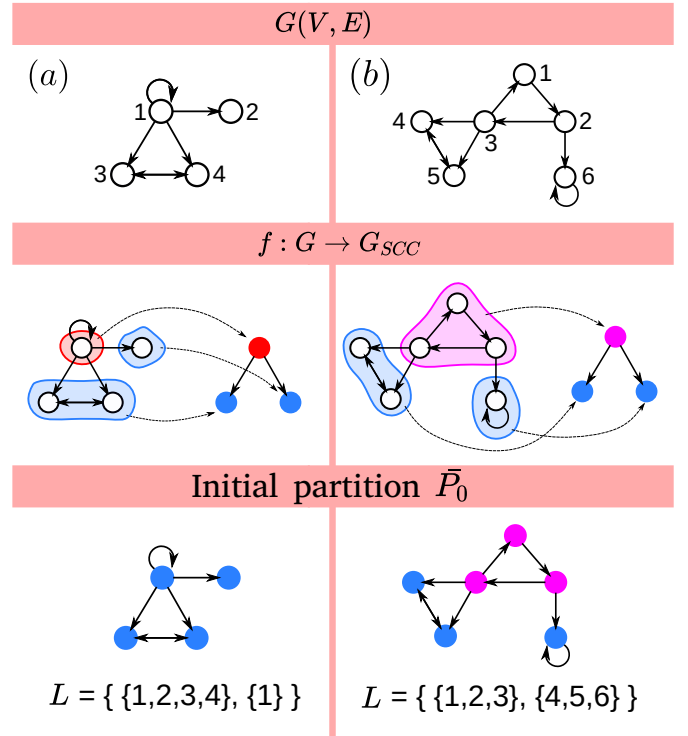 G(V, E)
(a)
1
2
3
4
(b)
1
4
2
3
5
6
f : G → G_SCC
Initial partition P̄₀
L = { {1,2,3,4}, {1} }
L = { {1,2,3}, {4,5,6} }